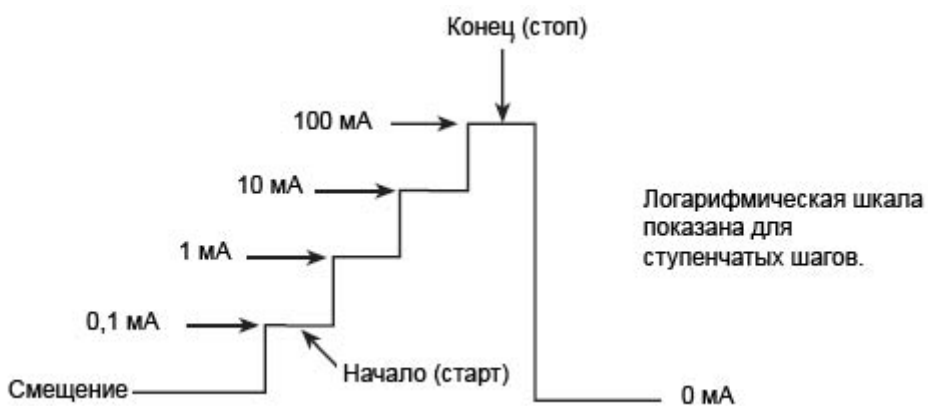 Конец (стоп)
100 мА
10 мА
Логарифмическая шкала
показана для
ступенчатых шагов.
1 мА
0,1 мА
Начало (старт)
Смещение
0 мА